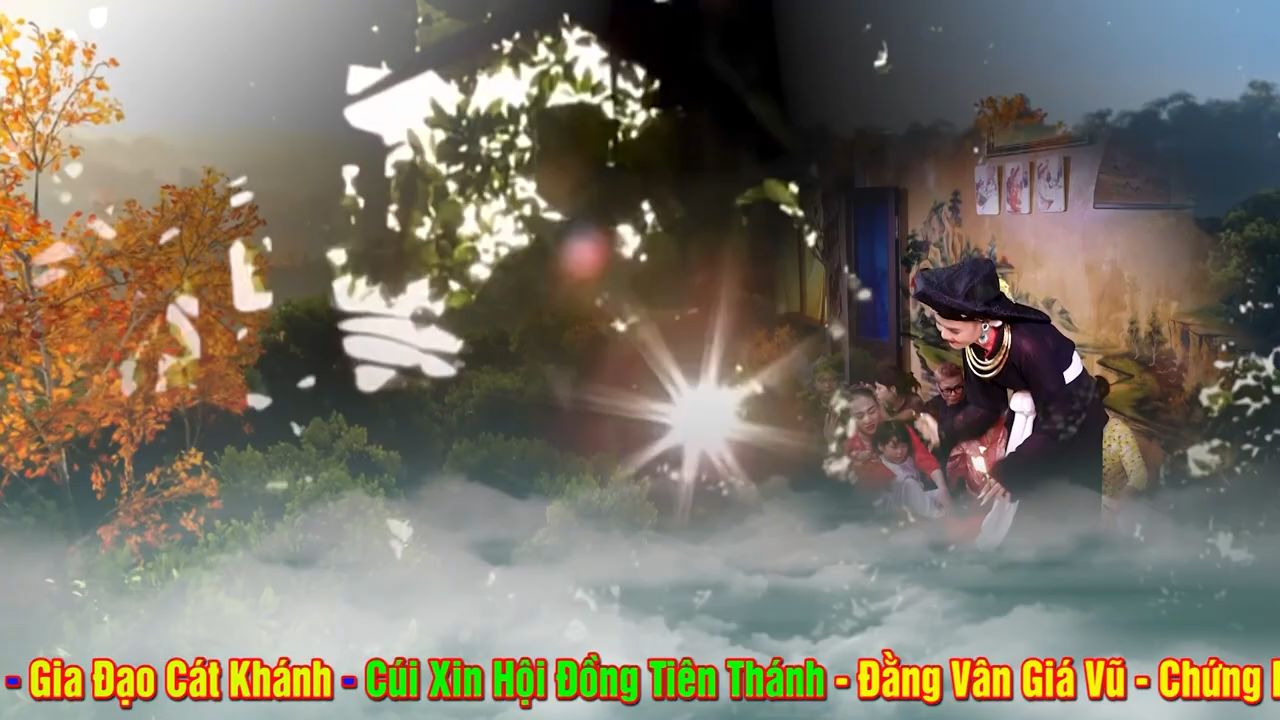 - Gia Đạo Cát Khánh - Cúi Xin Hội Đồng Tiên Thánh - Đằng Vân Giá Vũ - Chứng